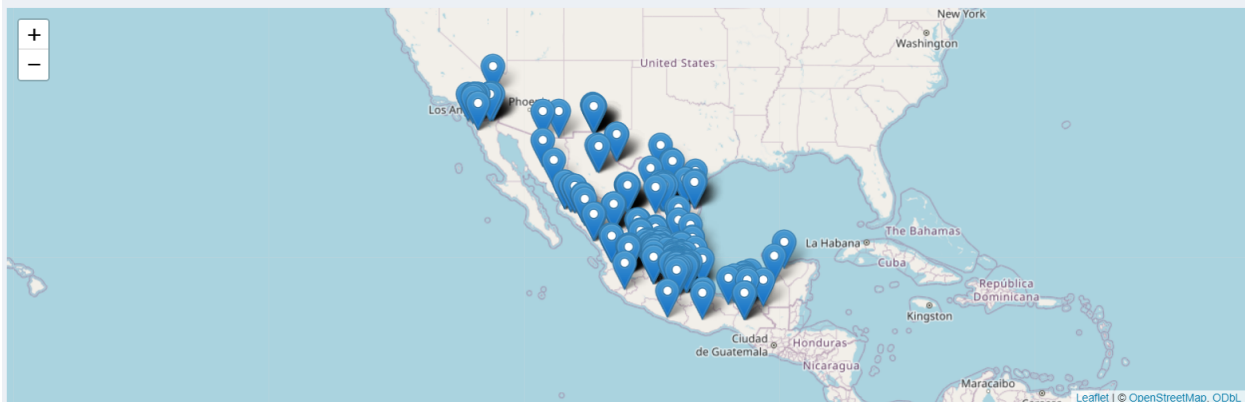 +
−
New York
Washington
United States
Los An
Phoe
La Habana
The Bahamas
Cuba
República
Dominicana
Kingston
Ciudad
de Guatemala
Honduras
Nicaragua
Maracaibo
Leaflet | © OpenStreetMap, ODbL